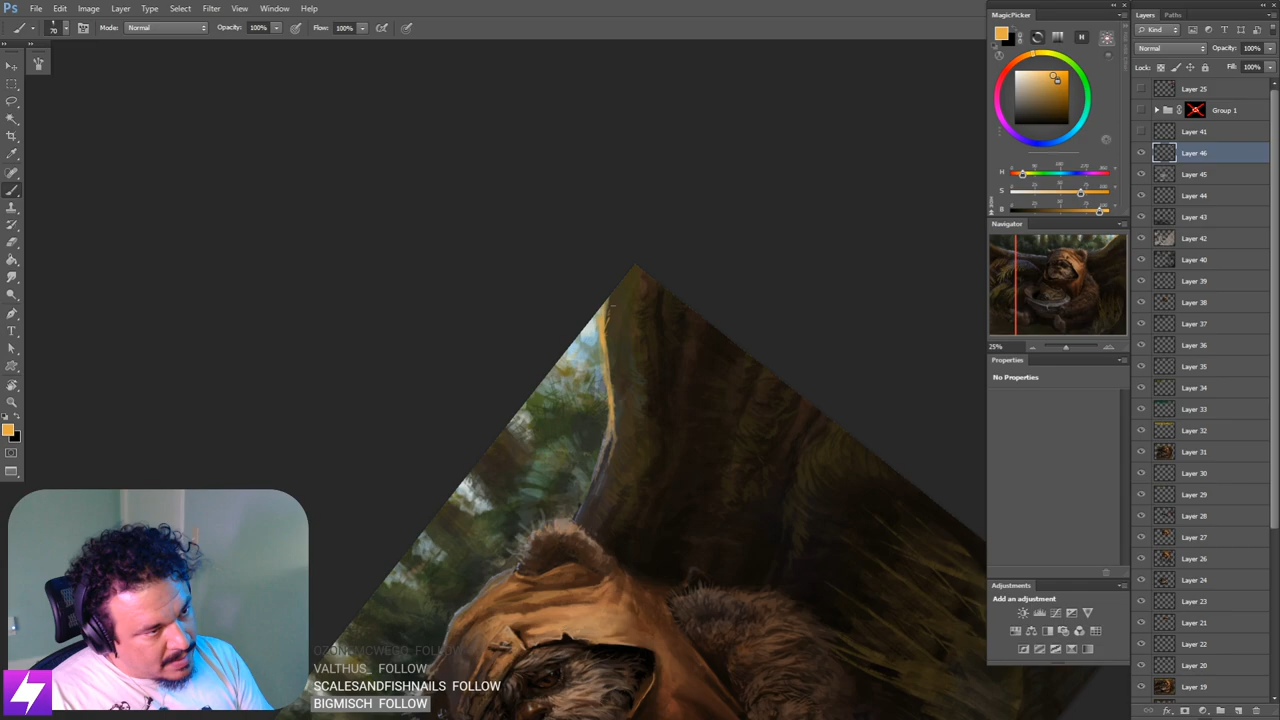 Ps File Edit Image Layer Type Select Filter View Window Help
70 Mode: Normal Opacity: 100% Flow: 100%
MagicPicker
H
H
S
B
Navigator
25%
Properties
No Properties
Adjustments
Add an adjustment
Layers Paths
Kind
Normal Opacity: 100%
Lock: Fill: 100%
Layer 25
Group 1
Layer 41
Layer 46
Layer 45
Layer 44
Layer 43
Layer 42
Layer 40
Layer 39
Layer 38
Layer 37
Layer 36
Layer 35
Layer 34
Layer 33
Layer 32
Layer 31
Layer 30
Layer 29
Layer 28
Layer 27
Layer 26
Layer 24
Layer 23
Layer 21
Layer 22
Layer 20
Layer 19
FOLLOW
VALTHUS_ FOLLOW
SCALESANDFISHNAILS FOLLOW
BIGMISCH FOLLOW